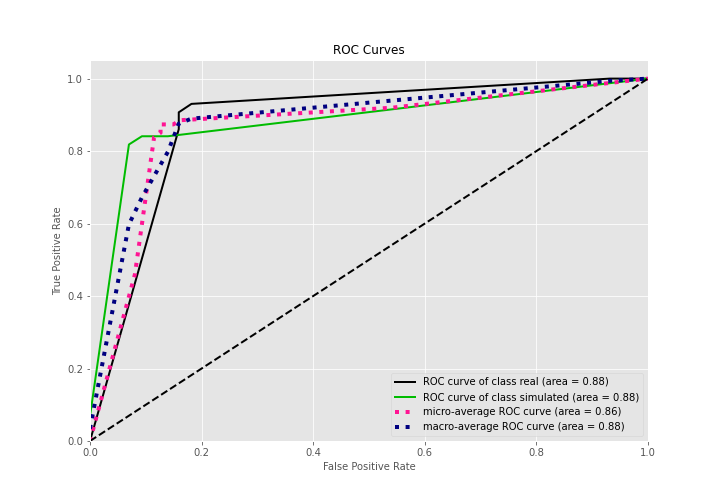 ROC Curves
1.0
0.8
0.6
0.4
0.2
0.0
True Positive Rate
0.0
0.2
0.4
0.6
0.8
1.0
False Positive Rate
ROC curve of class real (area = 0.88)
ROC curve of class simulated (area = 0.88)
micro-average ROC curve (area = 0.86)
macro-average ROC curve (area = 0.88)